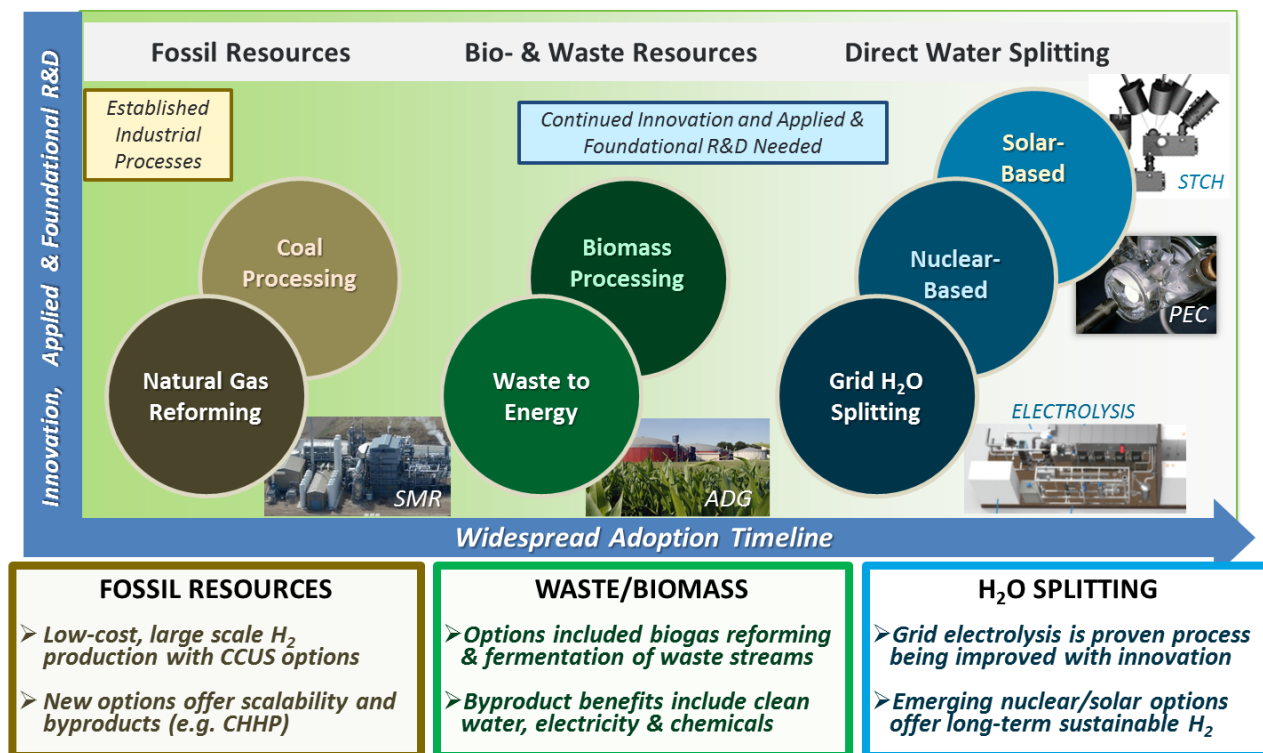 Innovation, Applied & Foundational R&D
Fossil Resources
Bio- & Waste Resources
Direct Water Splitting
Established
Industrial
Processes
Continued Innovation and Applied &
Foundational R&D Needed
Coal
Processing
Natural Gas
Reforming
SMR
Biomass
Processing
Waste to
Energy
ADG
Solar-
Based
Nuclear-
Based
Grid H₂O
Splitting
STCH
PEC
ELECTROLYSIS
Widespread Adoption Timeline
FOSSIL RESOURCES
➢ Low-cost, large scale H₂
production with CCUS options
➢ New options offer scalability and
byproducts (e.g. CHHP)
WASTE/BIOMASS
➢ Options included biogas reforming
& fermentation of waste streams
➢ Byproduct benefits include clean
water, electricity & chemicals
H₂O SPLITTING
➢ Grid electrolysis is proven process
being improved with innovation
➢ Emerging nuclear/solar options
offer long-term sustainable H₂